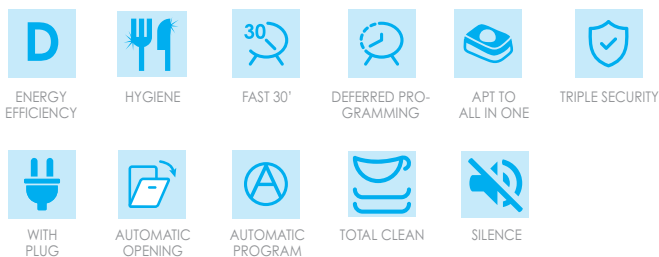 D
30'
ENERGY
EFFICIENCY
HYGIENE
FAST 30'
DEFERRED PRO-
GRAMMING
APT TO
ALL IN ONE
TRIPLE SECURITY
A
WITH
PLUG
AUTOMATIC
OPENING
AUTOMATIC
PROGRAM
TOTAL CLEAN
SILENCE